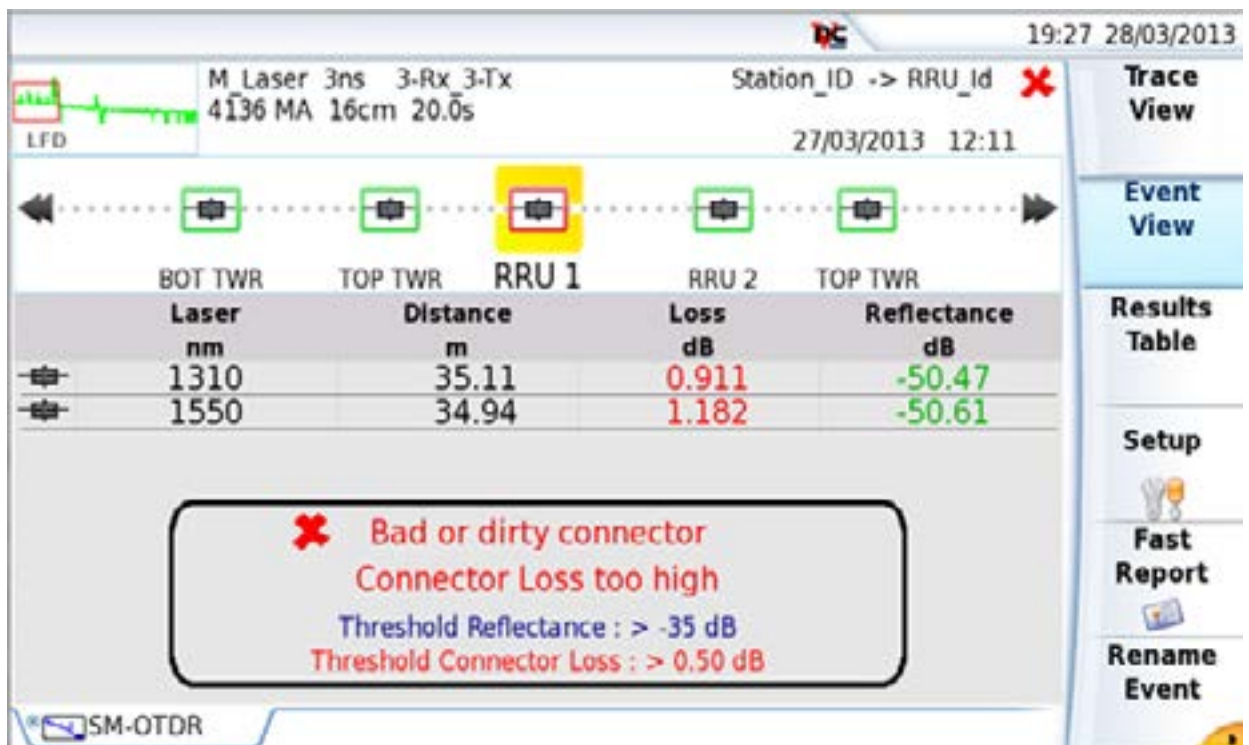 19:27 28/03/2013
M_Laser 3ns 3-Rx_3-Tx
Station_ID -> RRU_Id
4136 MA 16cm 20.0s
27/03/2013 12:11
LFD
BOT TWR TOP TWR RRU 1 RRU 2 TOP TWR
Laser Distance Loss Reflectance
nm m dB dB
1310 35.11 0.911 -50.47
1550 34.94 1.182 -50.61
Bad or dirty connector
Connector Loss too high
Threshold Reflectance : > -35 dB
Threshold Connector Loss : > 0.50 dB
SM-OTDR
Trace
View
Event
View
Results
Table
Setup
Fast
Report
Rename
Event